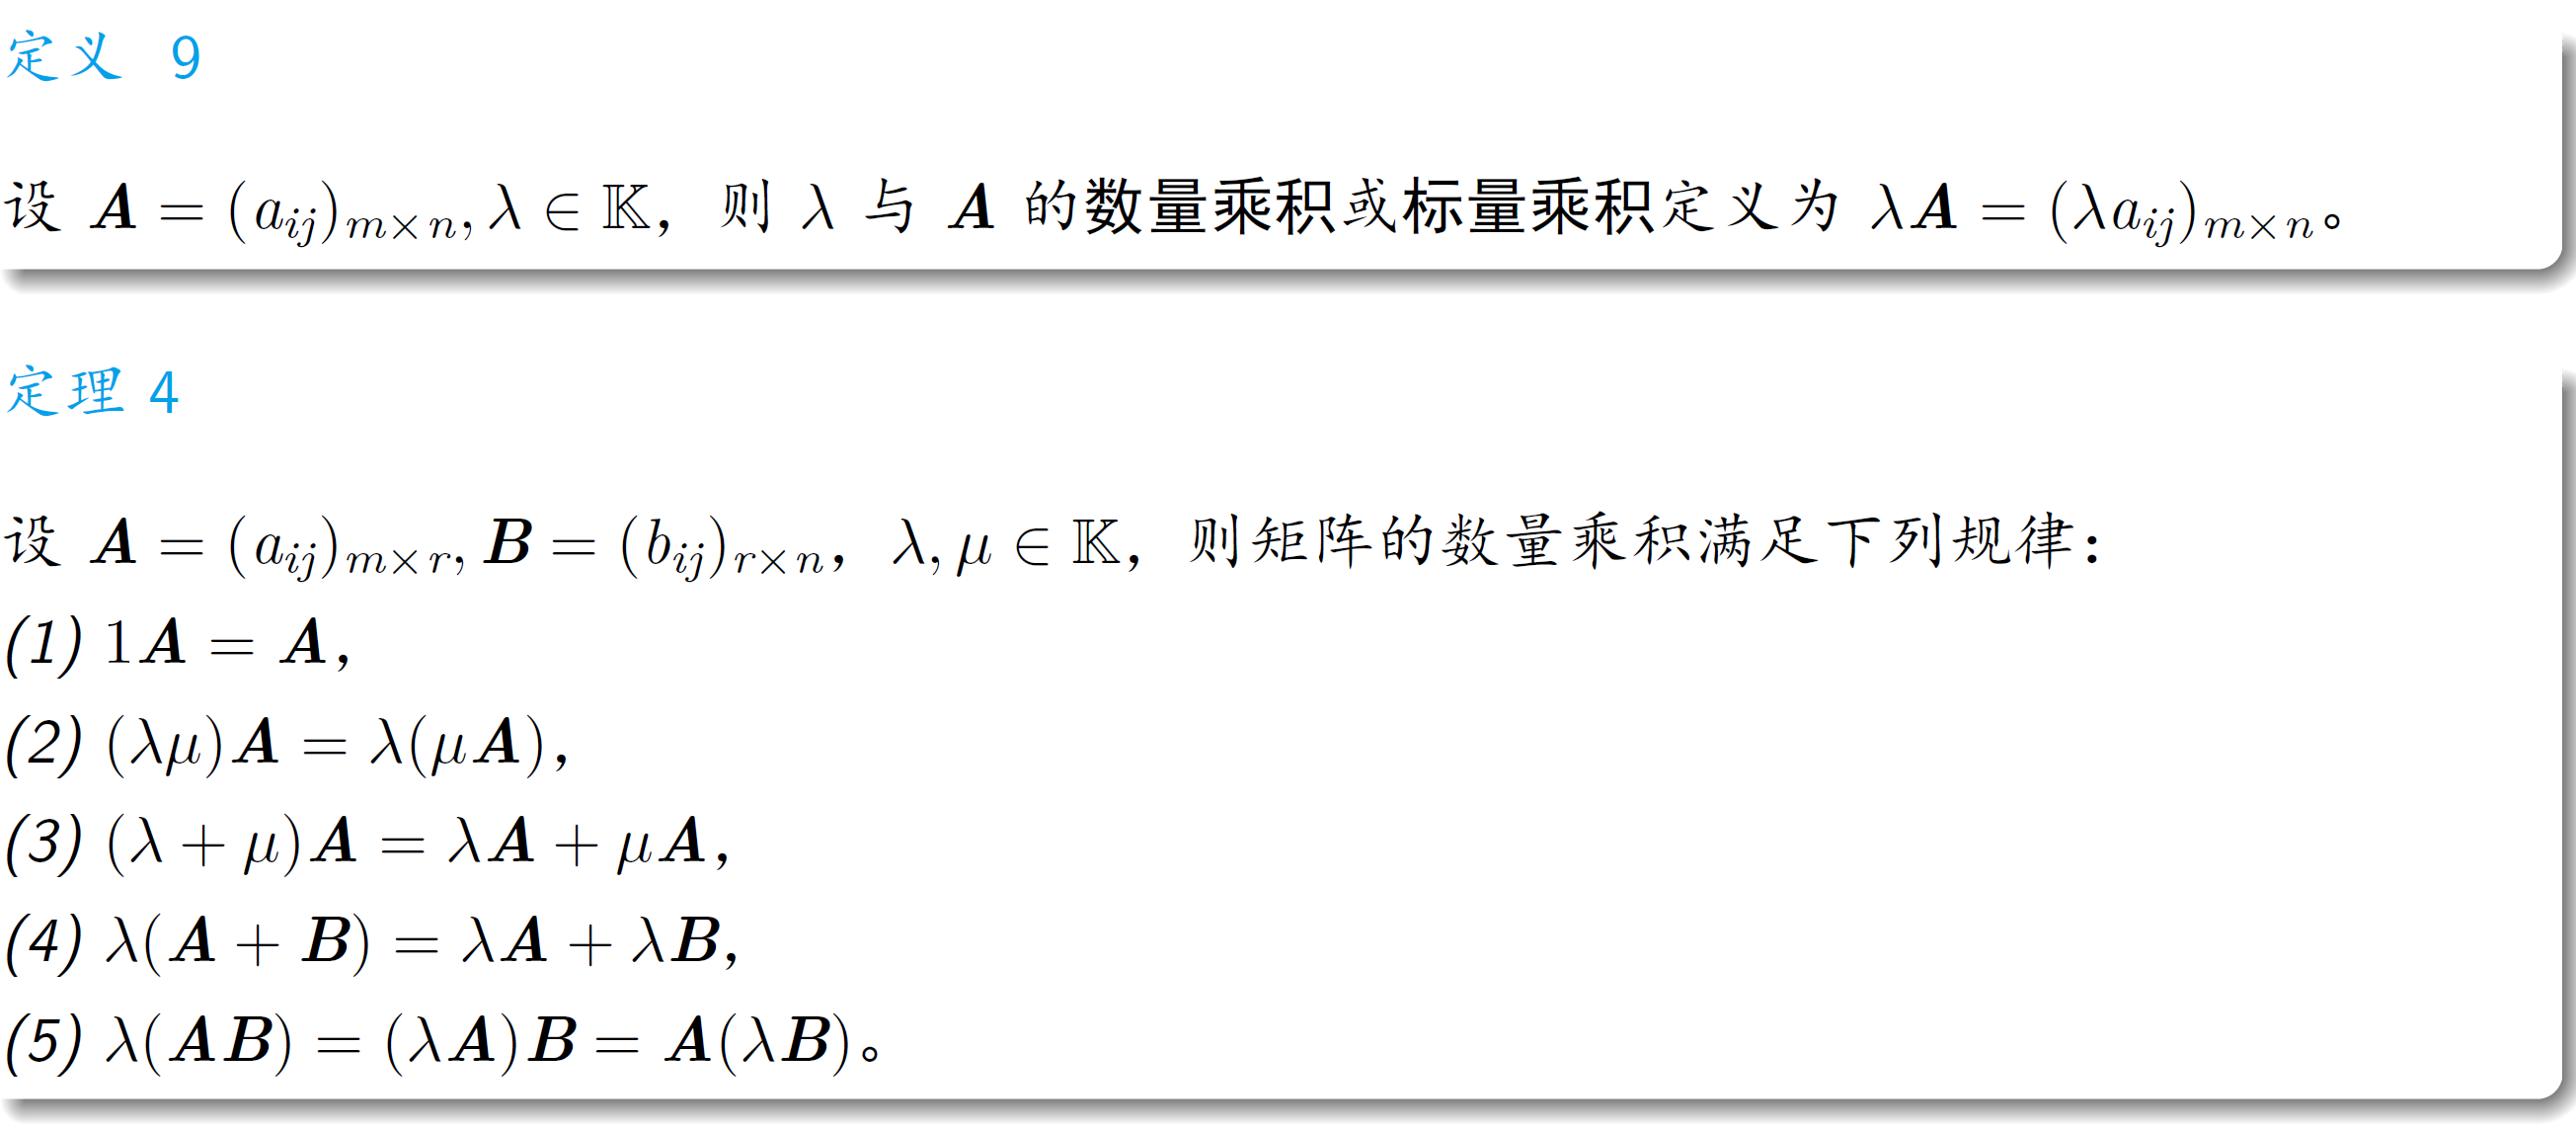 定义 9
设 $\boldsymbol{A} = (a_{ij})_{m \times n}, \lambda \in \mathbb{K}$，则 $\lambda$ 与 $\boldsymbol{A}$ 的数量乘积或标量乘积定义为 $\lambda \boldsymbol{A} = (\lambda a_{ij})_{m \times n}$。
定理 4
设 $\boldsymbol{A} = (a_{ij})_{m \times r}, \boldsymbol{B} = (b_{ij})_{r \times n}$，$\lambda, \mu \in \mathbb{K}$，则矩阵的数量乘积满足下列规律：
(1) $1\boldsymbol{A} = \boldsymbol{A}$，
(2) $(\lambda\mu)\boldsymbol{A} = \lambda(\mu\boldsymbol{A})$，
(3) $(\lambda + \mu)\boldsymbol{A} = \lambda\boldsymbol{A} + \mu\boldsymbol{A}$，
(4) $\lambda(\boldsymbol{A} + \boldsymbol{B}) = \lambda\boldsymbol{A} + \lambda\boldsymbol{B}$，
(5) $\lambda(\boldsymbol{A}\boldsymbol{B}) = (\lambda\boldsymbol{A})\boldsymbol{B} = \boldsymbol{A}(\lambda\boldsymbol{B})$。